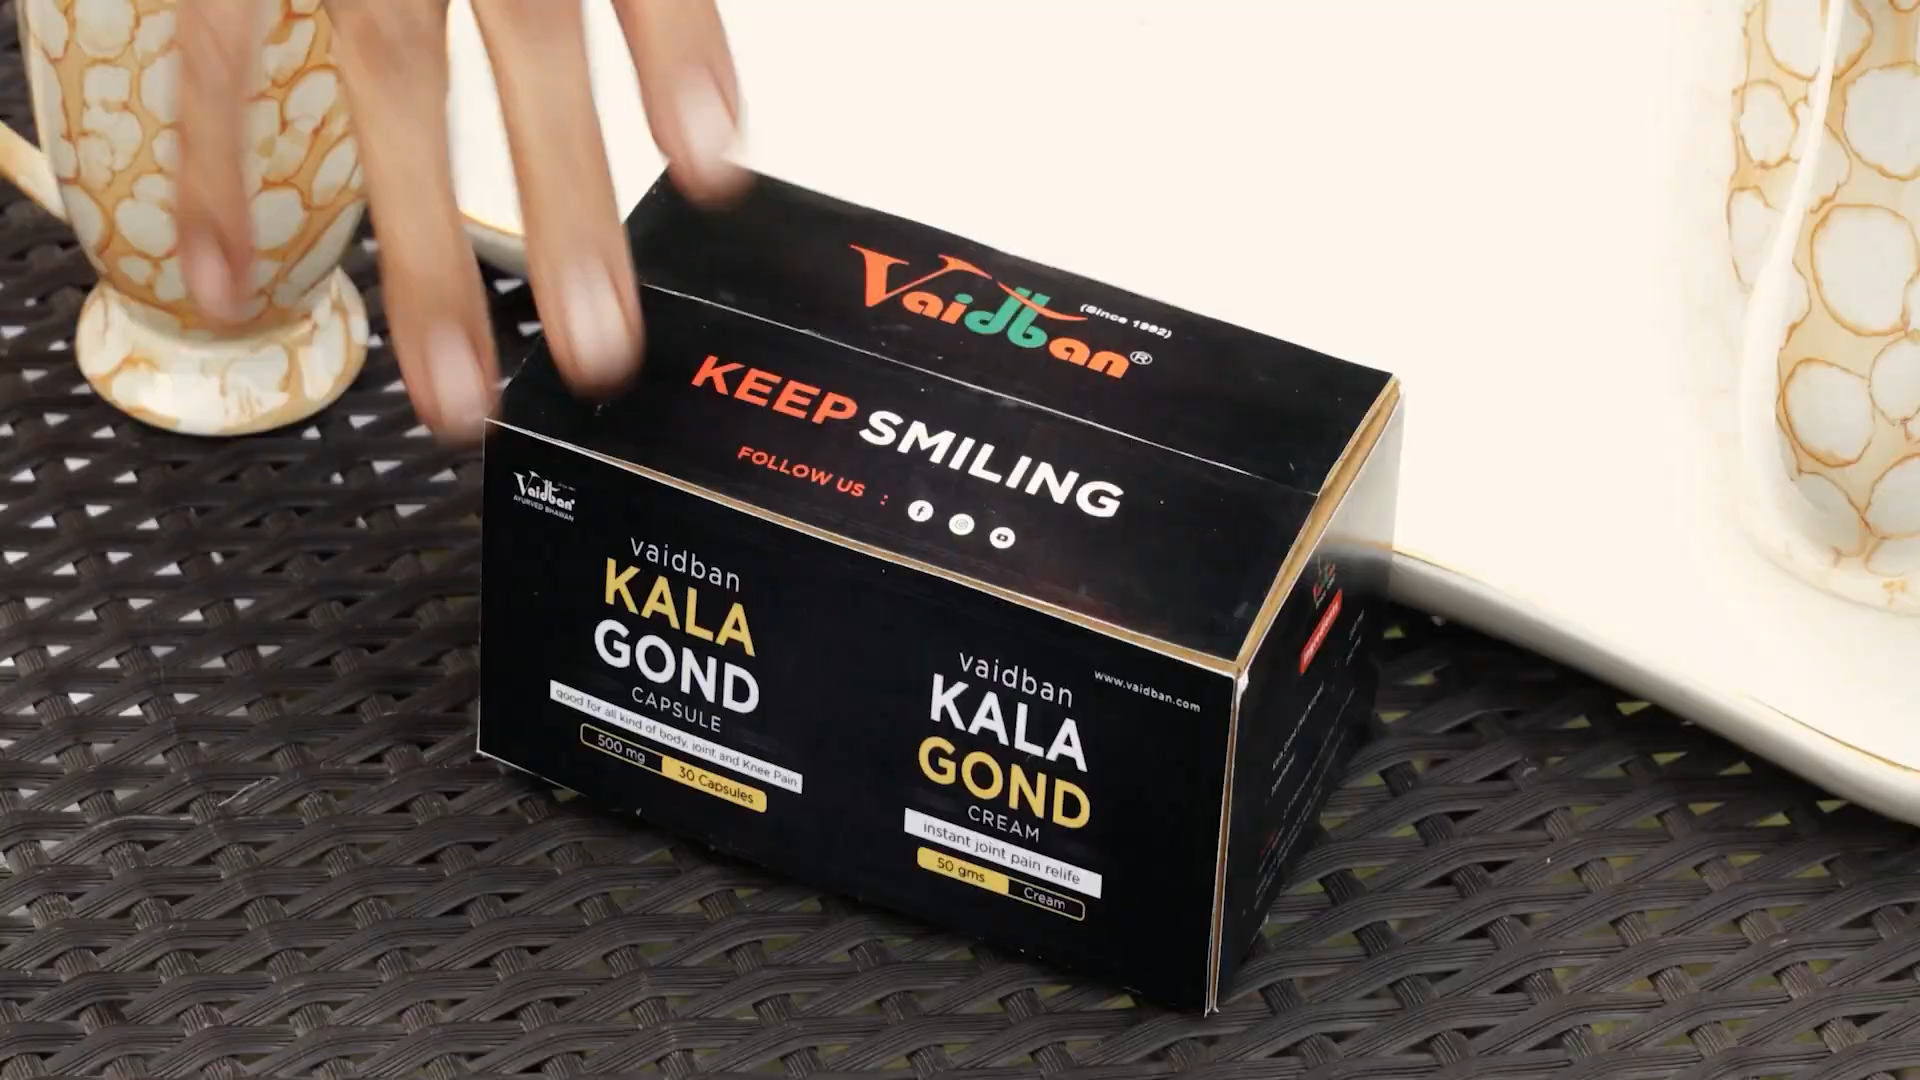 Vaidban®
(Since 1992)
KEEP SMILING
FOLLOW US :
Vaidban
AYURVED BHAWAN
vaidban
KALA
GOND
CAPSULE
good for all kind of body, joint and Knee Pain
500 mg
30 Capsules
www.vaidban.com
vaidban
KALA
GOND
CREAM
instant joint pain relife
50 gms
Cream